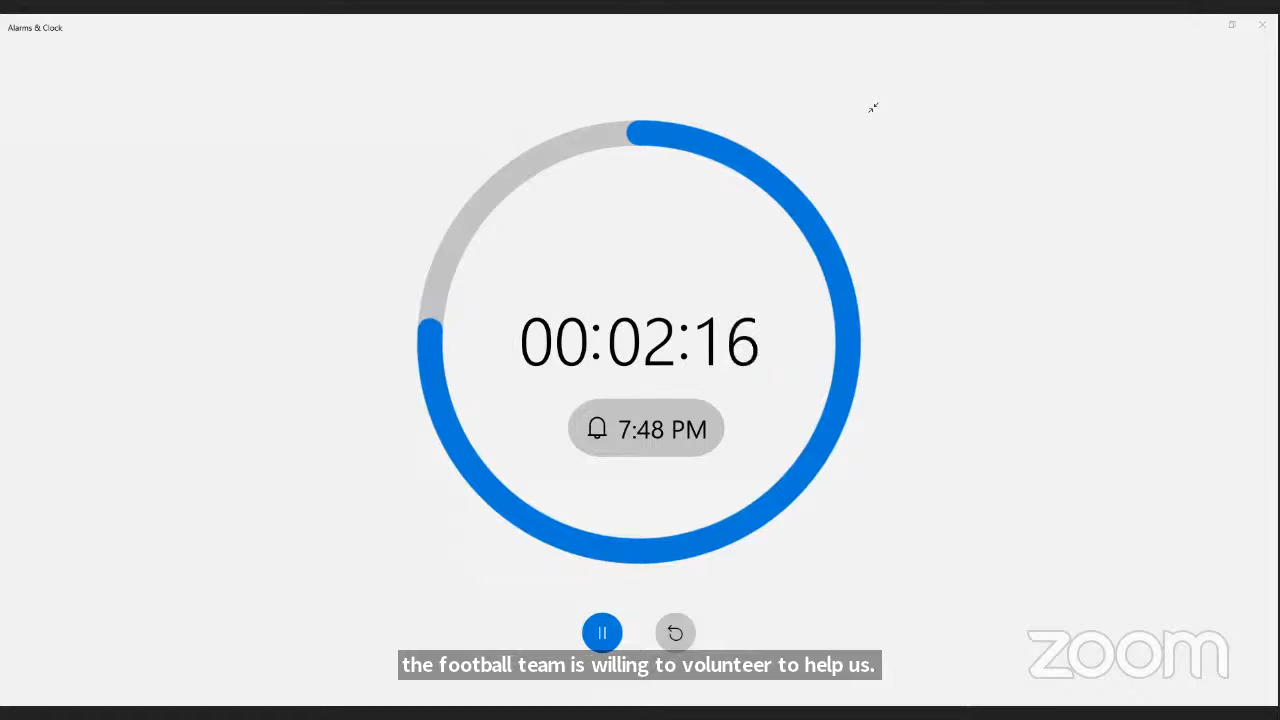 Alarms & Clock
00:02:16
7:48 PM
the football team is willing to volunteer to help us.
zoom